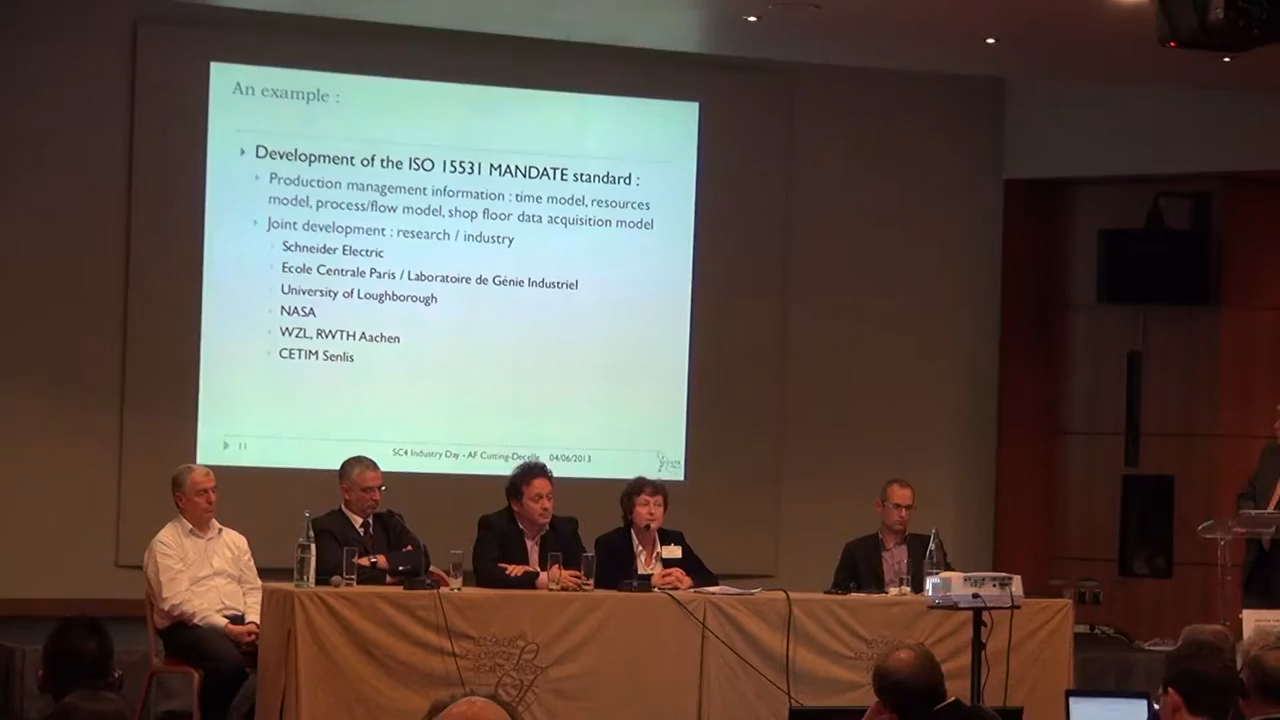 An example :
Development of the ISO 15531 MANDATE standard :
Production management information : time model, resources
model, process/flow model, shop floor data acquisition model
Joint development : research / industry
Schneider Electric
Ecole Centrale Paris / Laboratoire de Génie Industriel
University of Loughborough
NASA
WZL, RWTH Aachen
CETIM Senlis
11
SC4 Industry Day - AF Cutting-Decelle 04/06/2013